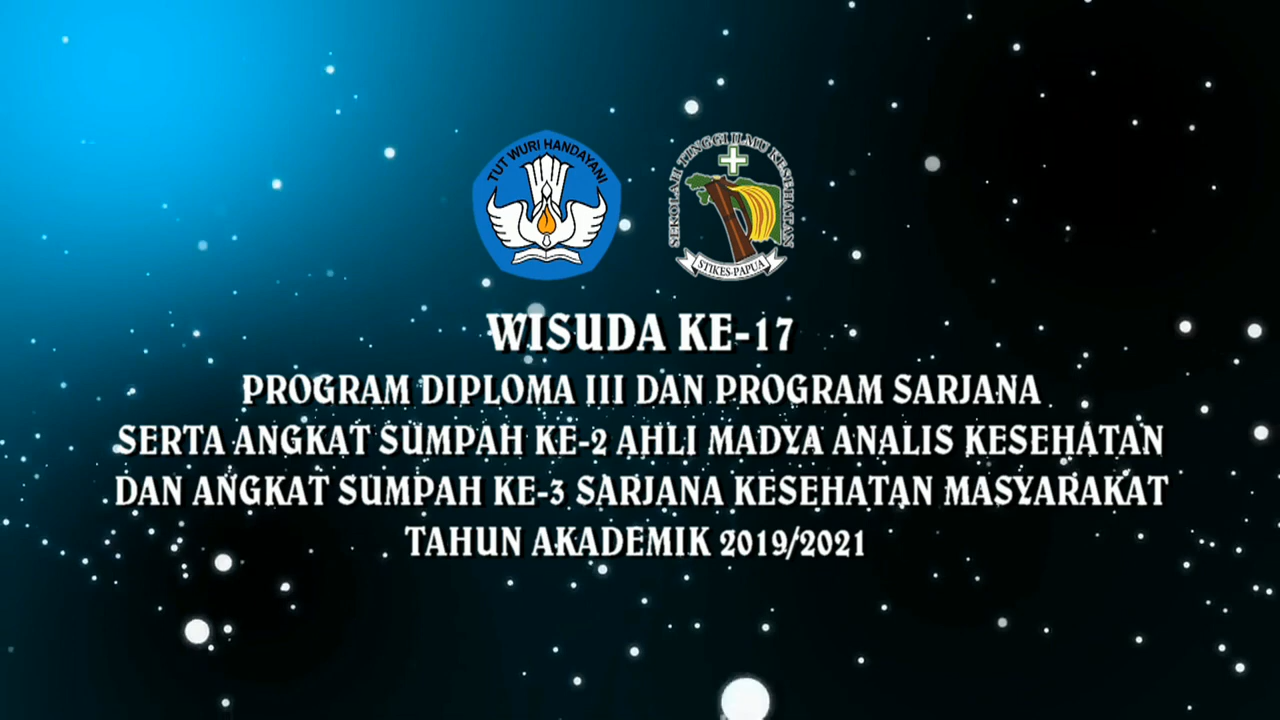 TUT WURI HANDAYANI
SEKOLAH TINGGI ILMU KESEHATAN
STIKES-PAPUA
WISUDA KE-17
PROGRAM DIPLOMA III DAN PROGRAM SARJANA
SERTA ANGKAT SUMPAH KE-2 AHLI MADYA ANALIS KESEHATAN
DAN ANGKAT SUMPAH KE-3 SARJANA KESEHATAN MASYARAKAT
TAHUN AKADEMIK 2019/2021